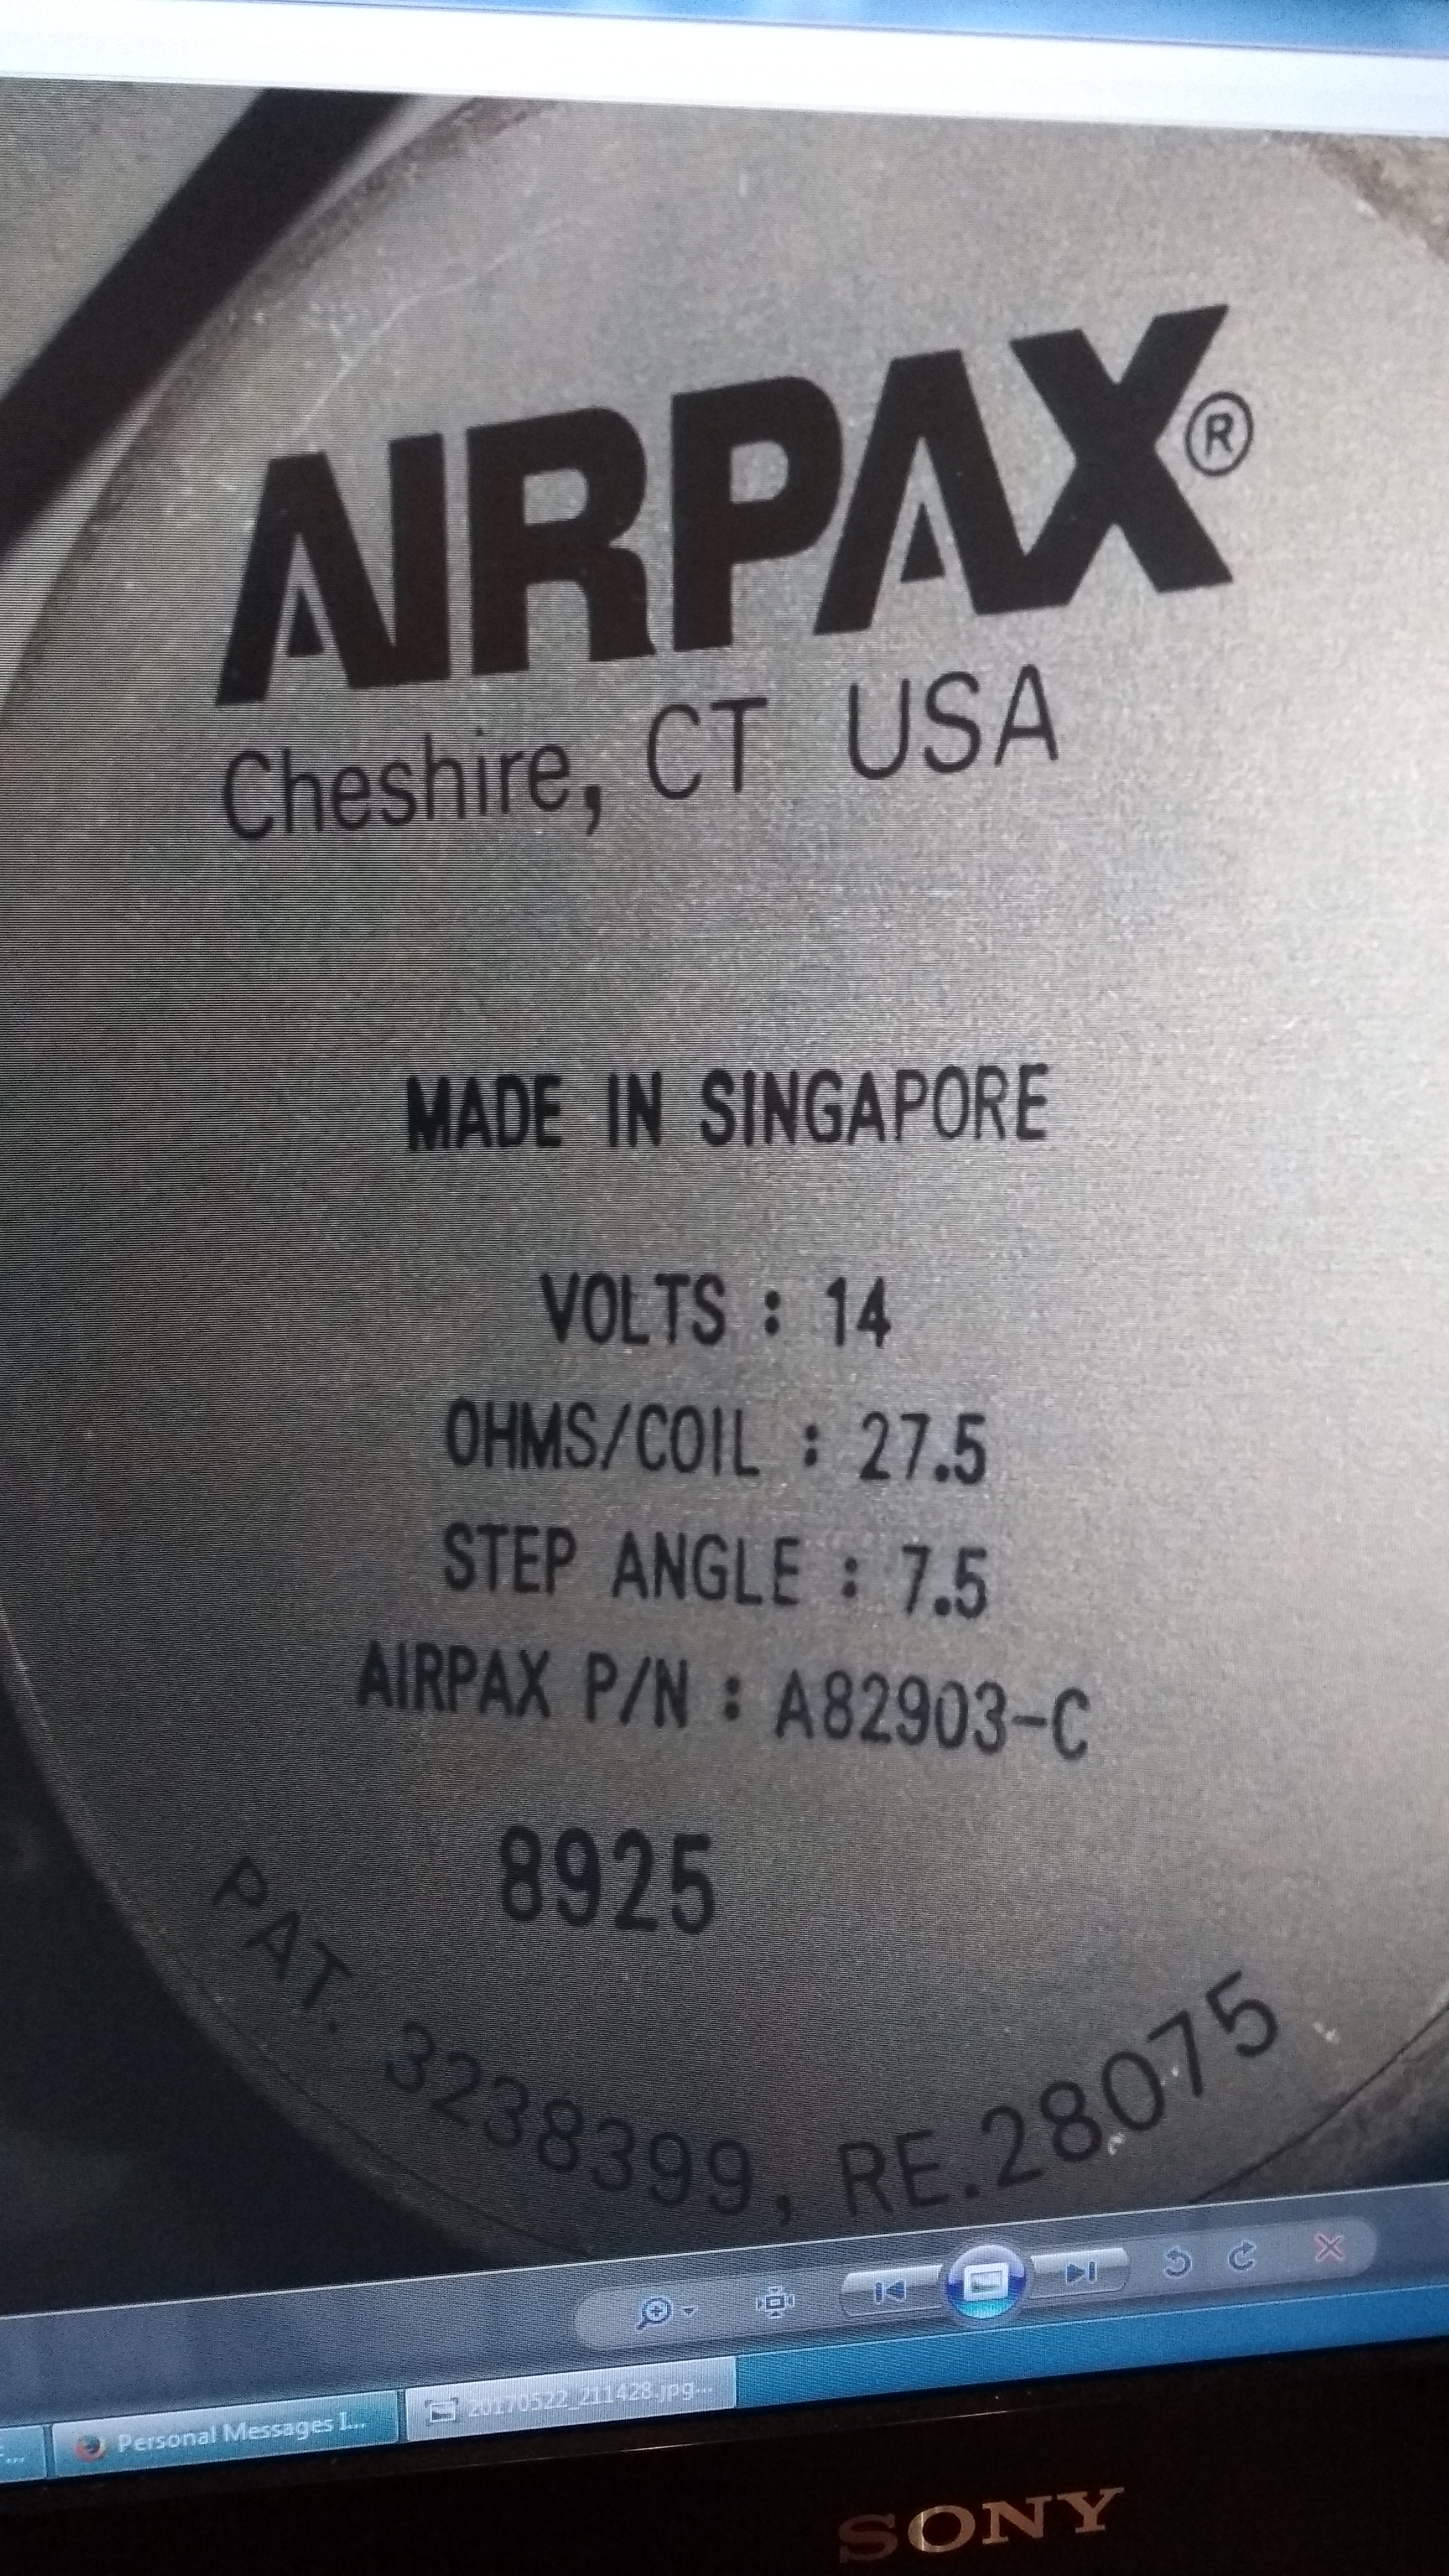 AIRPAX®
Cheshire, CT USA
MADE IN SINGAPORE
VOLTS : 14
OHMS/COIL : 27.5
STEP ANGLE : 7.5
AIRPAX P/N : A82903-C
8925
PAT. 3238399, RE.28075
Personal Messages I...
20170522_211428.jpg...
SONY